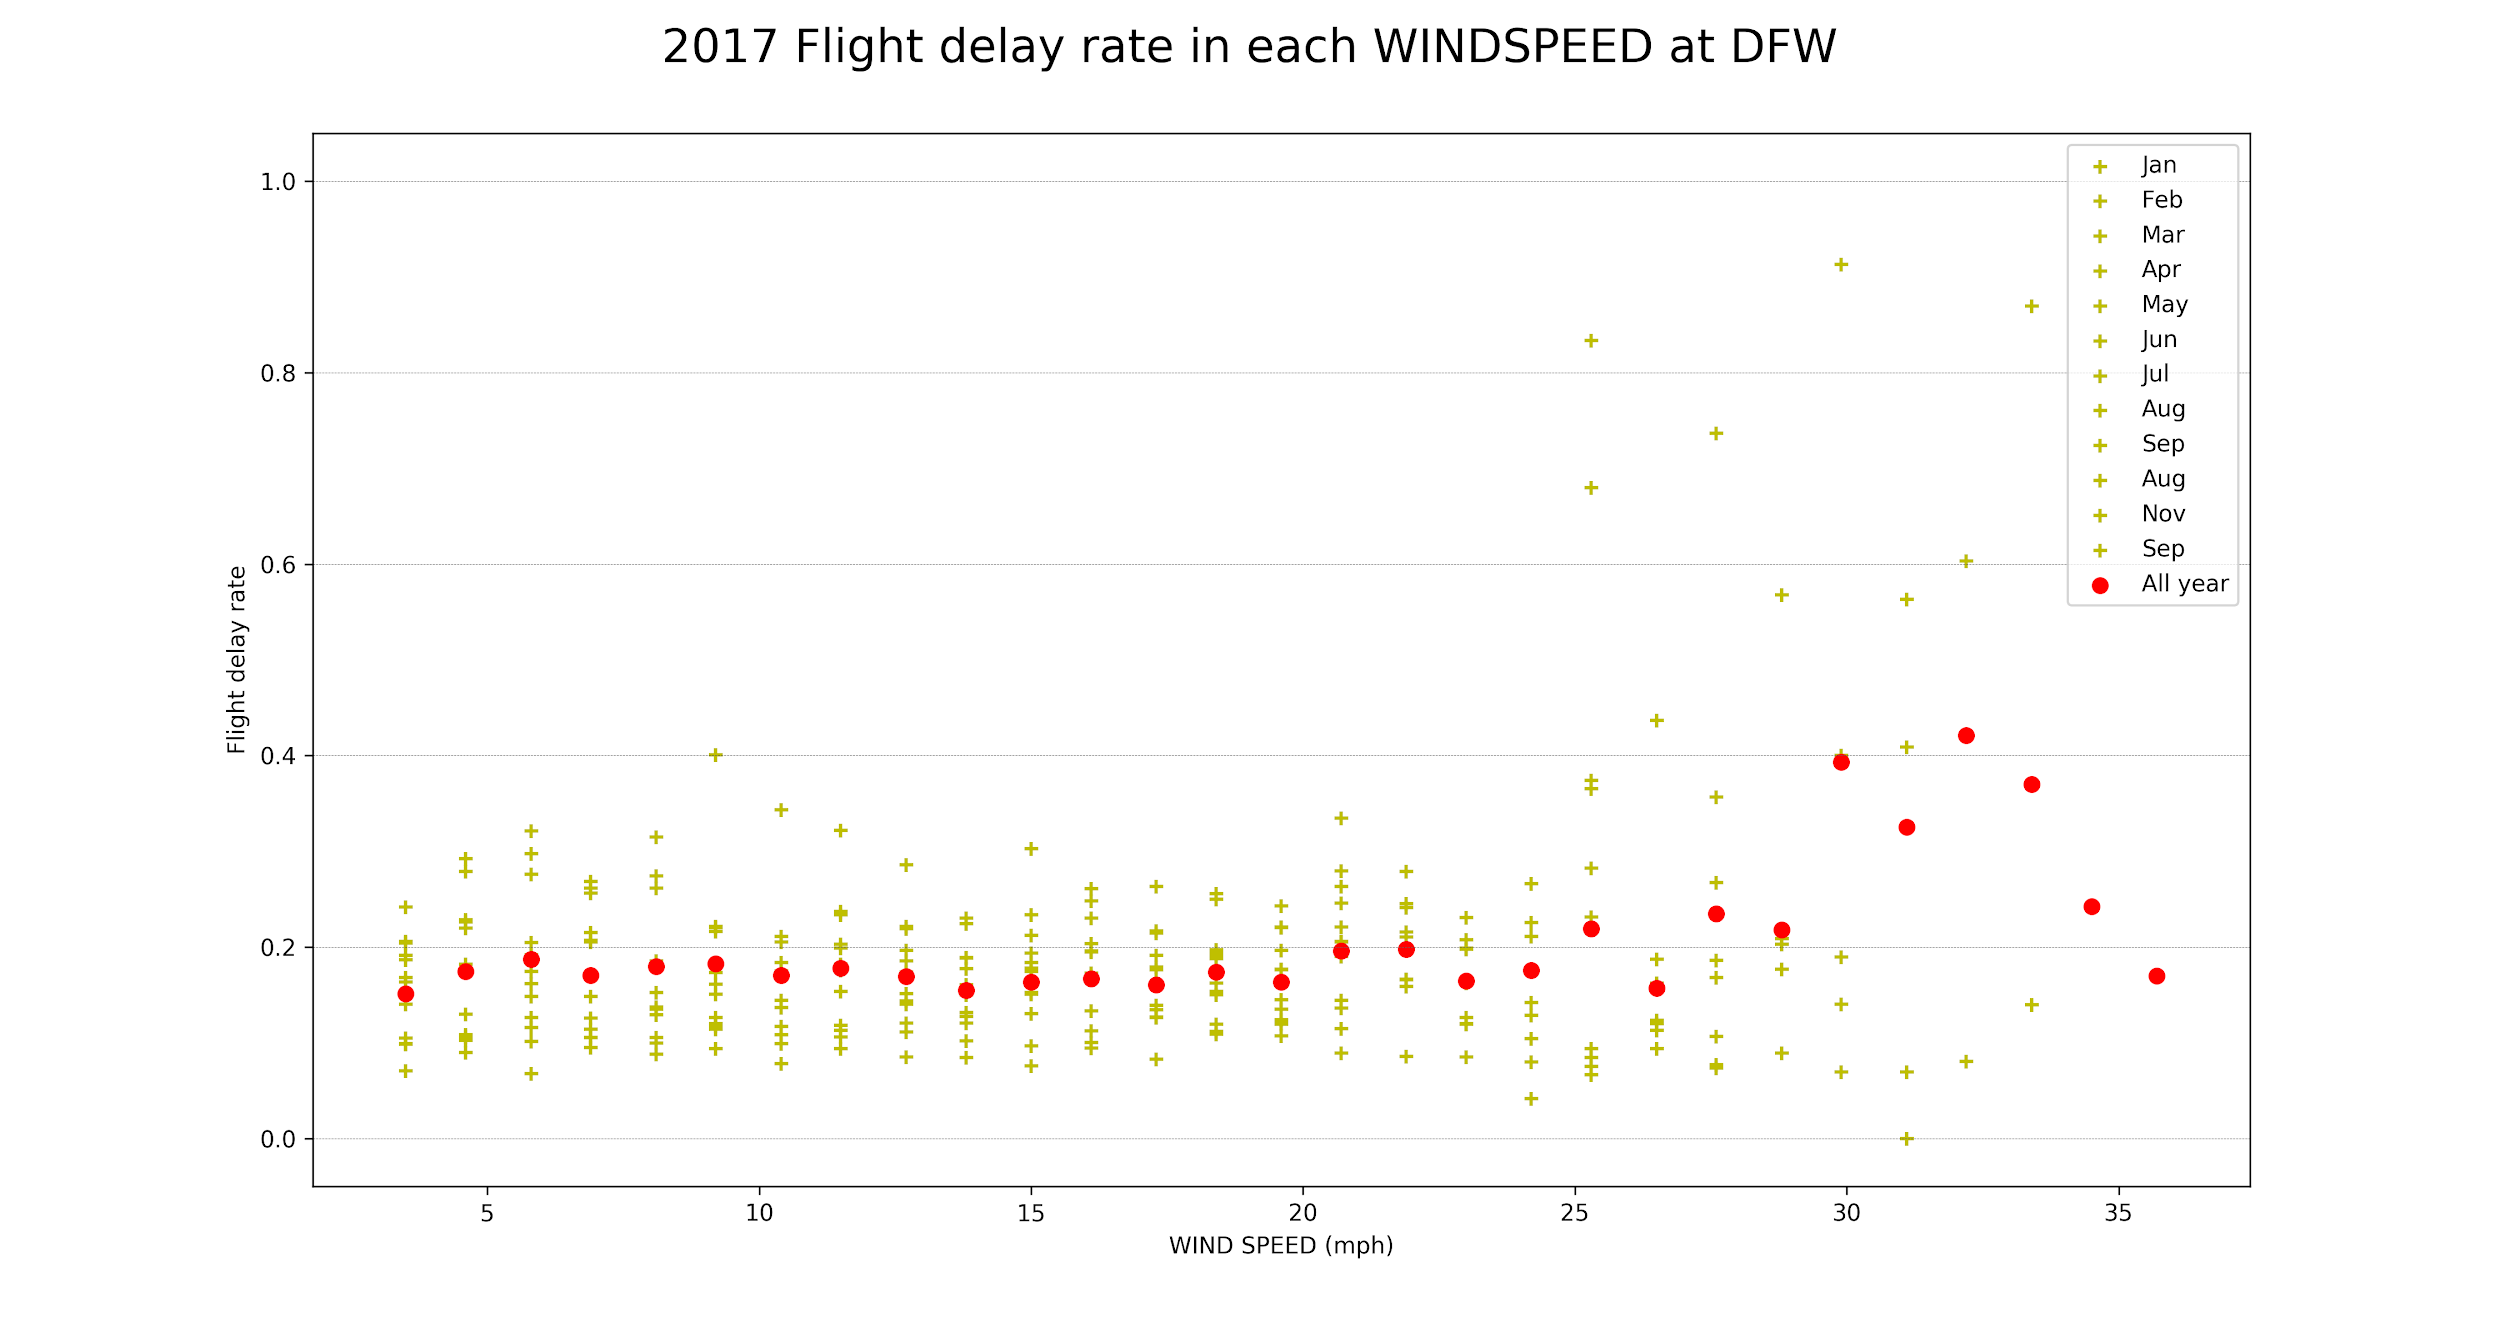 2017 Flight delay rate in each WINDSPEED at DFW
1.0
0.8
0.6
0.4
0.2
0.0
Flight delay rate
5
10
15
20
25
30
35
WIND SPEED (mph)
Jan
Feb
Mar
Apr
May
Jun
Jul
Aug
Sep
Aug
Nov
Sep
All year